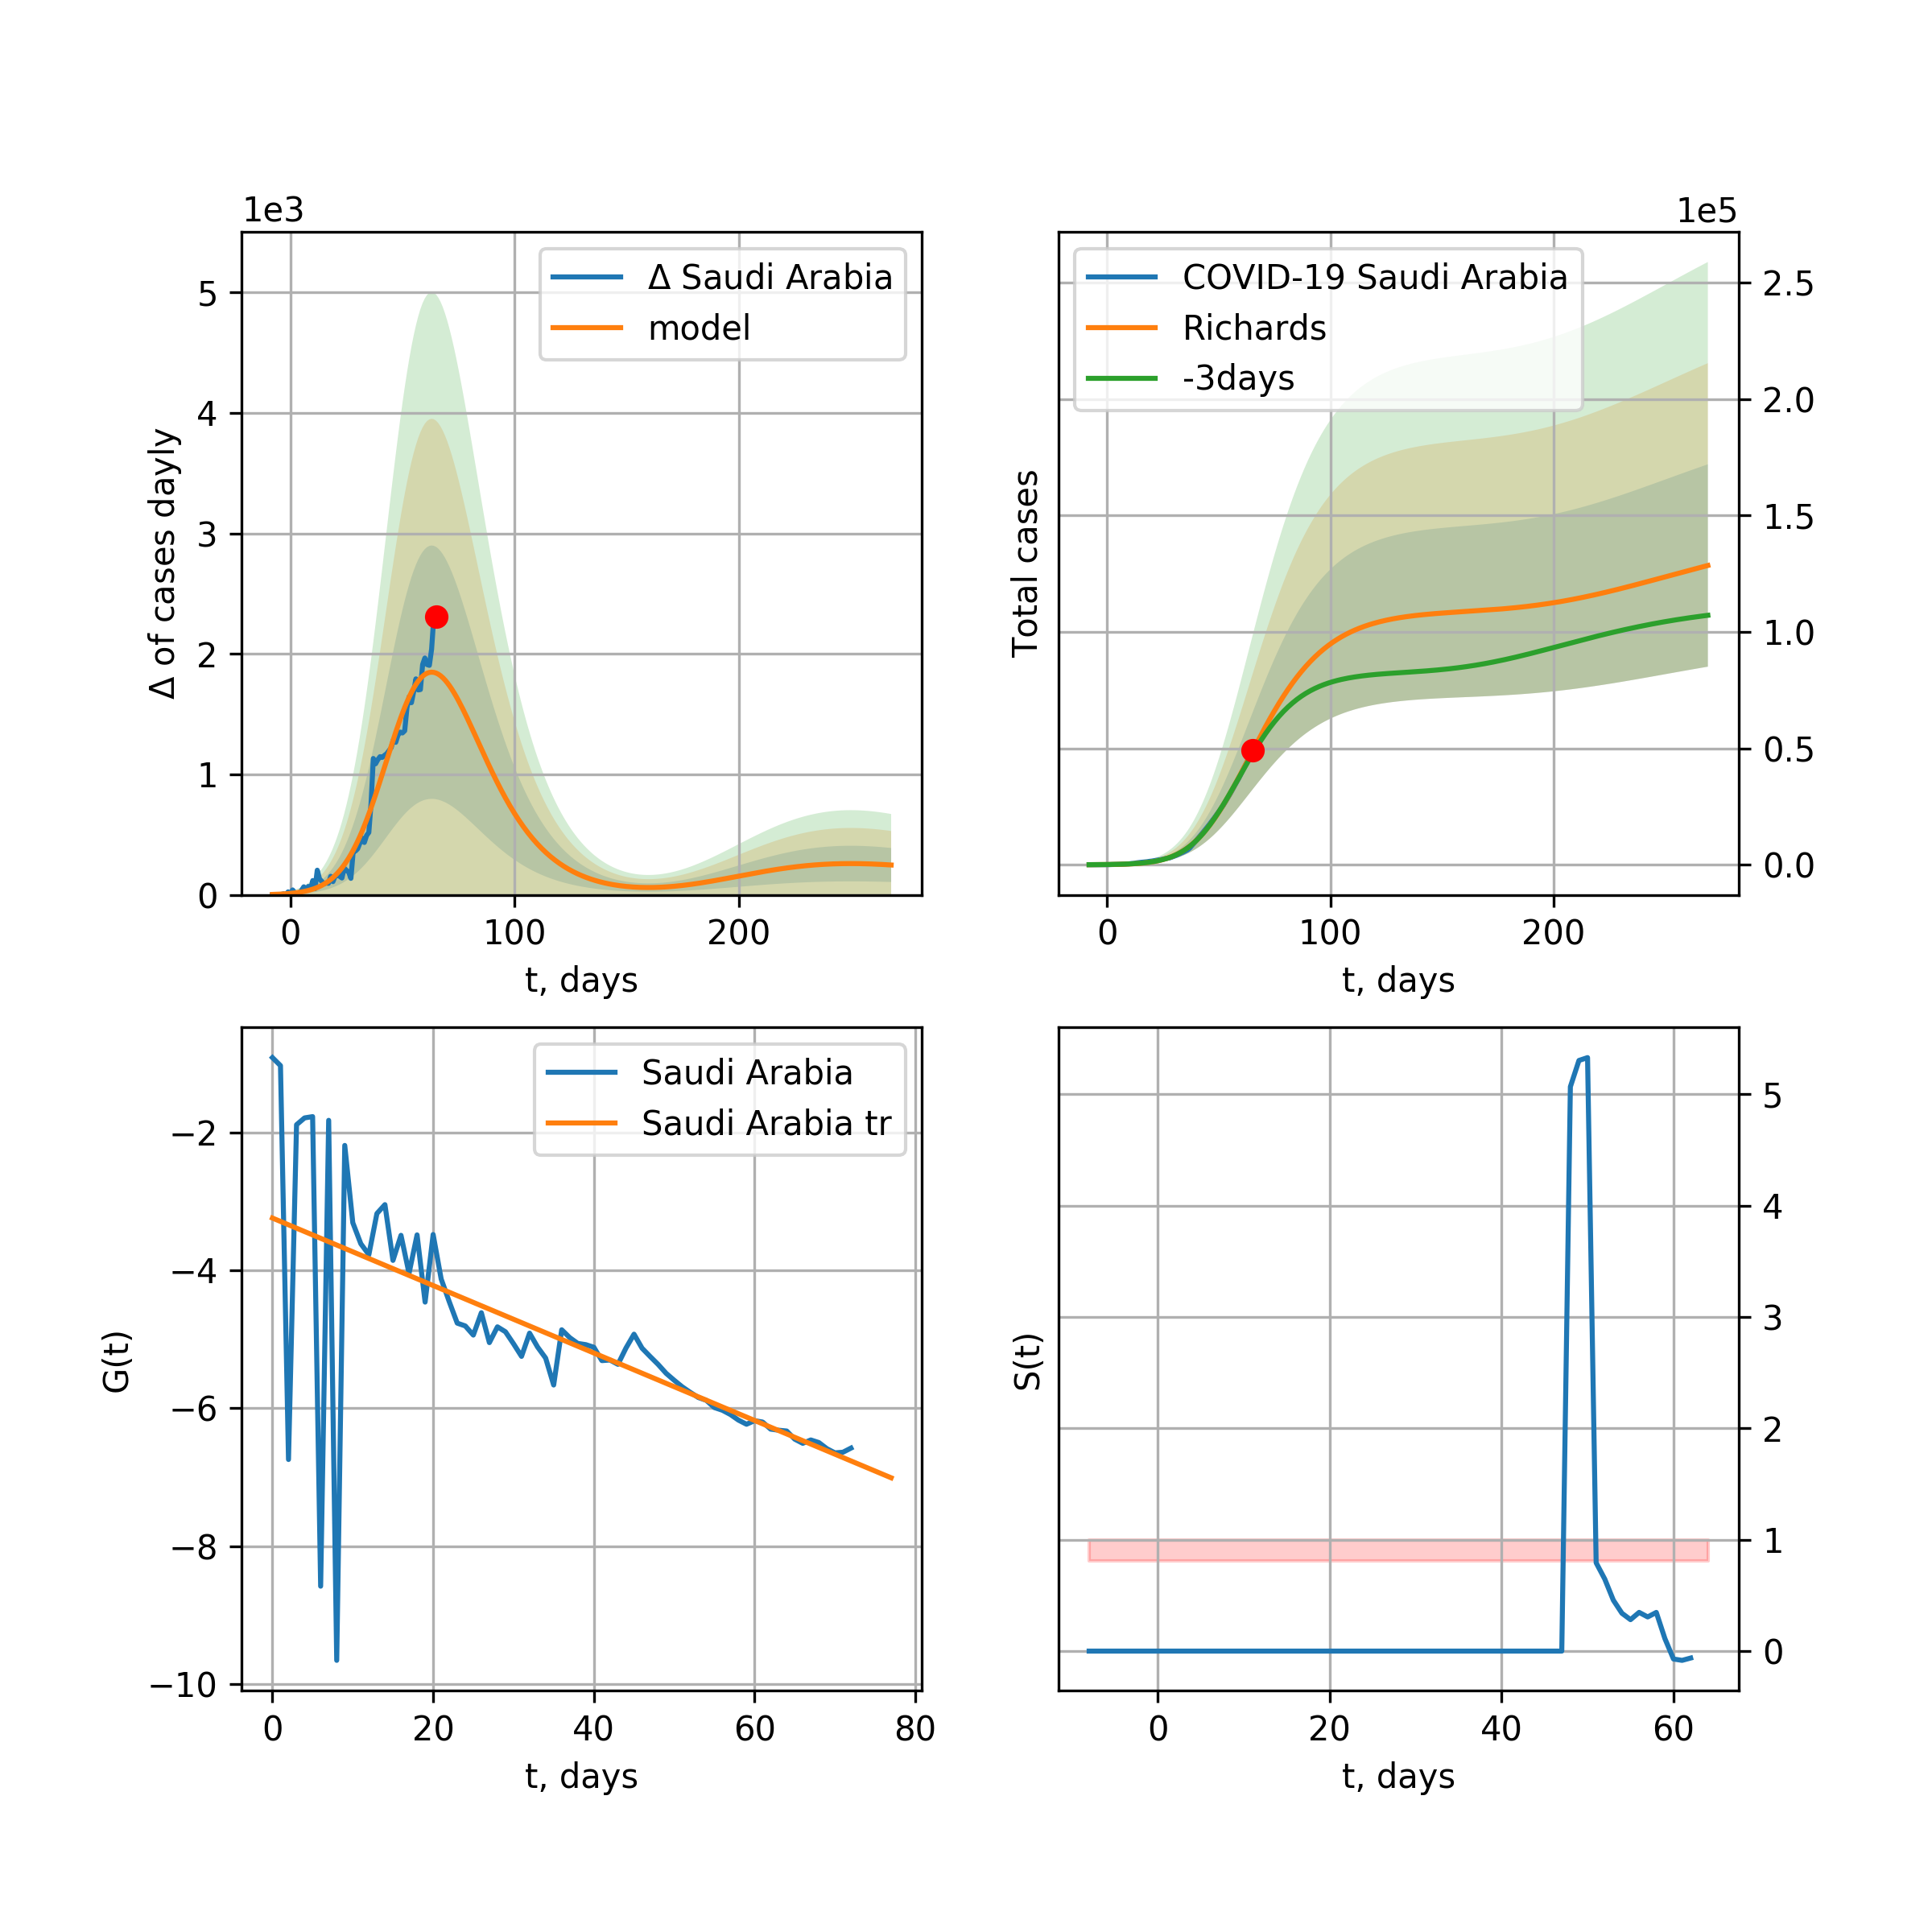 1e3
Δ Saudi Arabia
model
5
4
3
2
1
0
Δ of cases dayly
0 100 200
t, days
1e5
COVID-19 Saudi Arabia
Richards
-3days
2.5
2.0
1.5
1.0
0.5
0.0
Total cases
0 100 200
t, days
Saudi Arabia
Saudi Arabia tr
−2
−4
−6
−8
−10
G(t)
0 20 40 60 80
t, days
5
4
3
2
1
0
S(t)
0 20 40 60
t, days